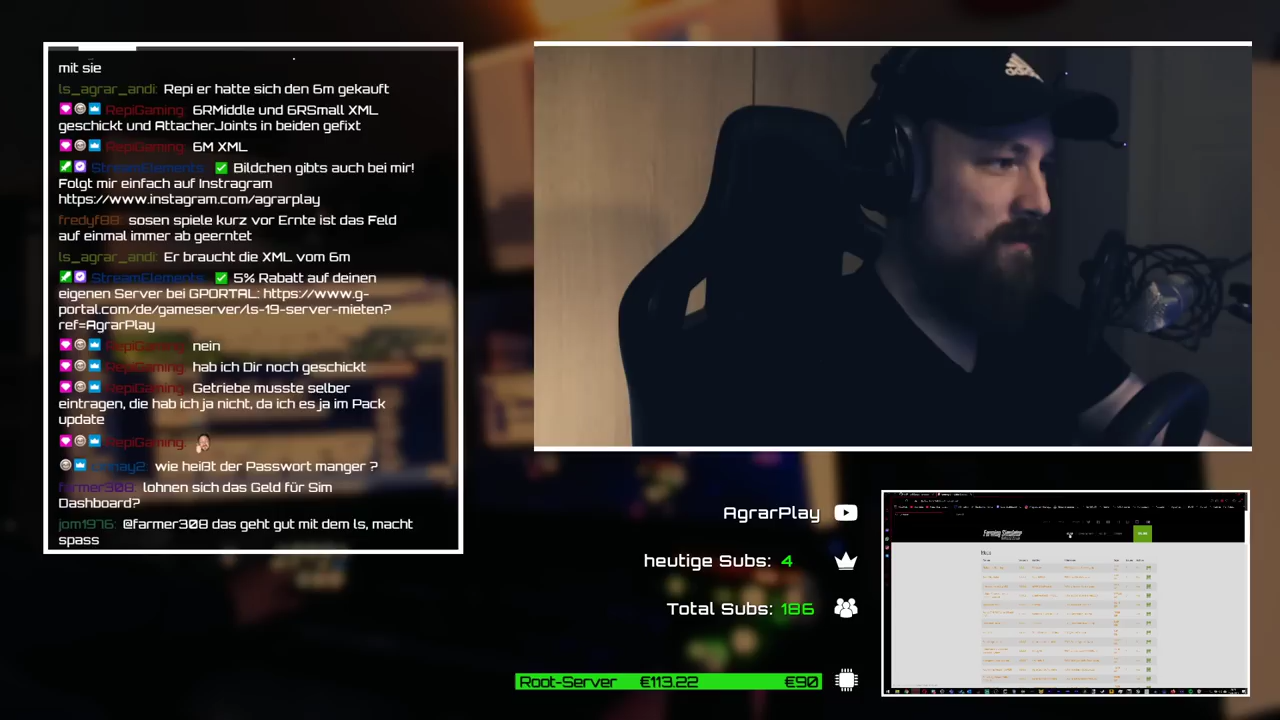 mit sie
ls_agrar_andi: Repi er hatte sich den 6m gekauft
RepiGaming: 6RMiddle und 6RSmall XML
geschickt und AttacherJoints in beiden gefixt
RepiGaming: 6M XML
StreamElements: Bildchen gibts auch bei mir!
Folgt mir einfach auf Instragram
https://www.instagram.com/agrarplay
fredyf88: sosen spiele kurz vor Ernte ist das Feld
auf einmal immer ab geerntet
ls_agrar_andi: Er braucht die XML vom 6m
StreamElements: 5% Rabatt auf deinen
eigenen Server bei GPORTAL: https://www.g-
portal.com/de/gameserver/ls-19-server-mieten?
ref=AgrarPlay
RepiGaming: nein
RepiGaming: hab ich Dir noch geschickt
RepiGaming: Getriebe musste selber
eintragen, die hab ich ja nicht, da ich es ja im Pack
update
RepiGaming:
wie heißt der Passwort manger ?
farmer308: lohnen sich das Geld für Sim
Dashboard?
jom1976: @farmer308 das geht gut mit dem ls, macht
spass
AgrarPlay
heutige Subs: 4
Total Subs: 186
Root-Server €113.22 €90
Farming Simulator